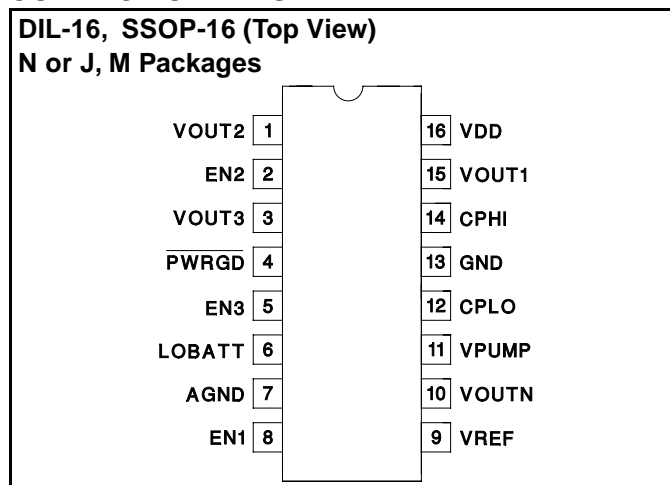 DIL-16, SSOP-16 (Top View)
N or J, M Packages
VOUT2 1 16 VDD
EN2 2 15 VOUT1
VOUT3 3 14 CPHI
PWRGD 4 13 GND
EN3 5 12 CPLO
LOBATT 6 11 VPUMP
AGND 7 10 VOUTN
EN1 8 9 VREF